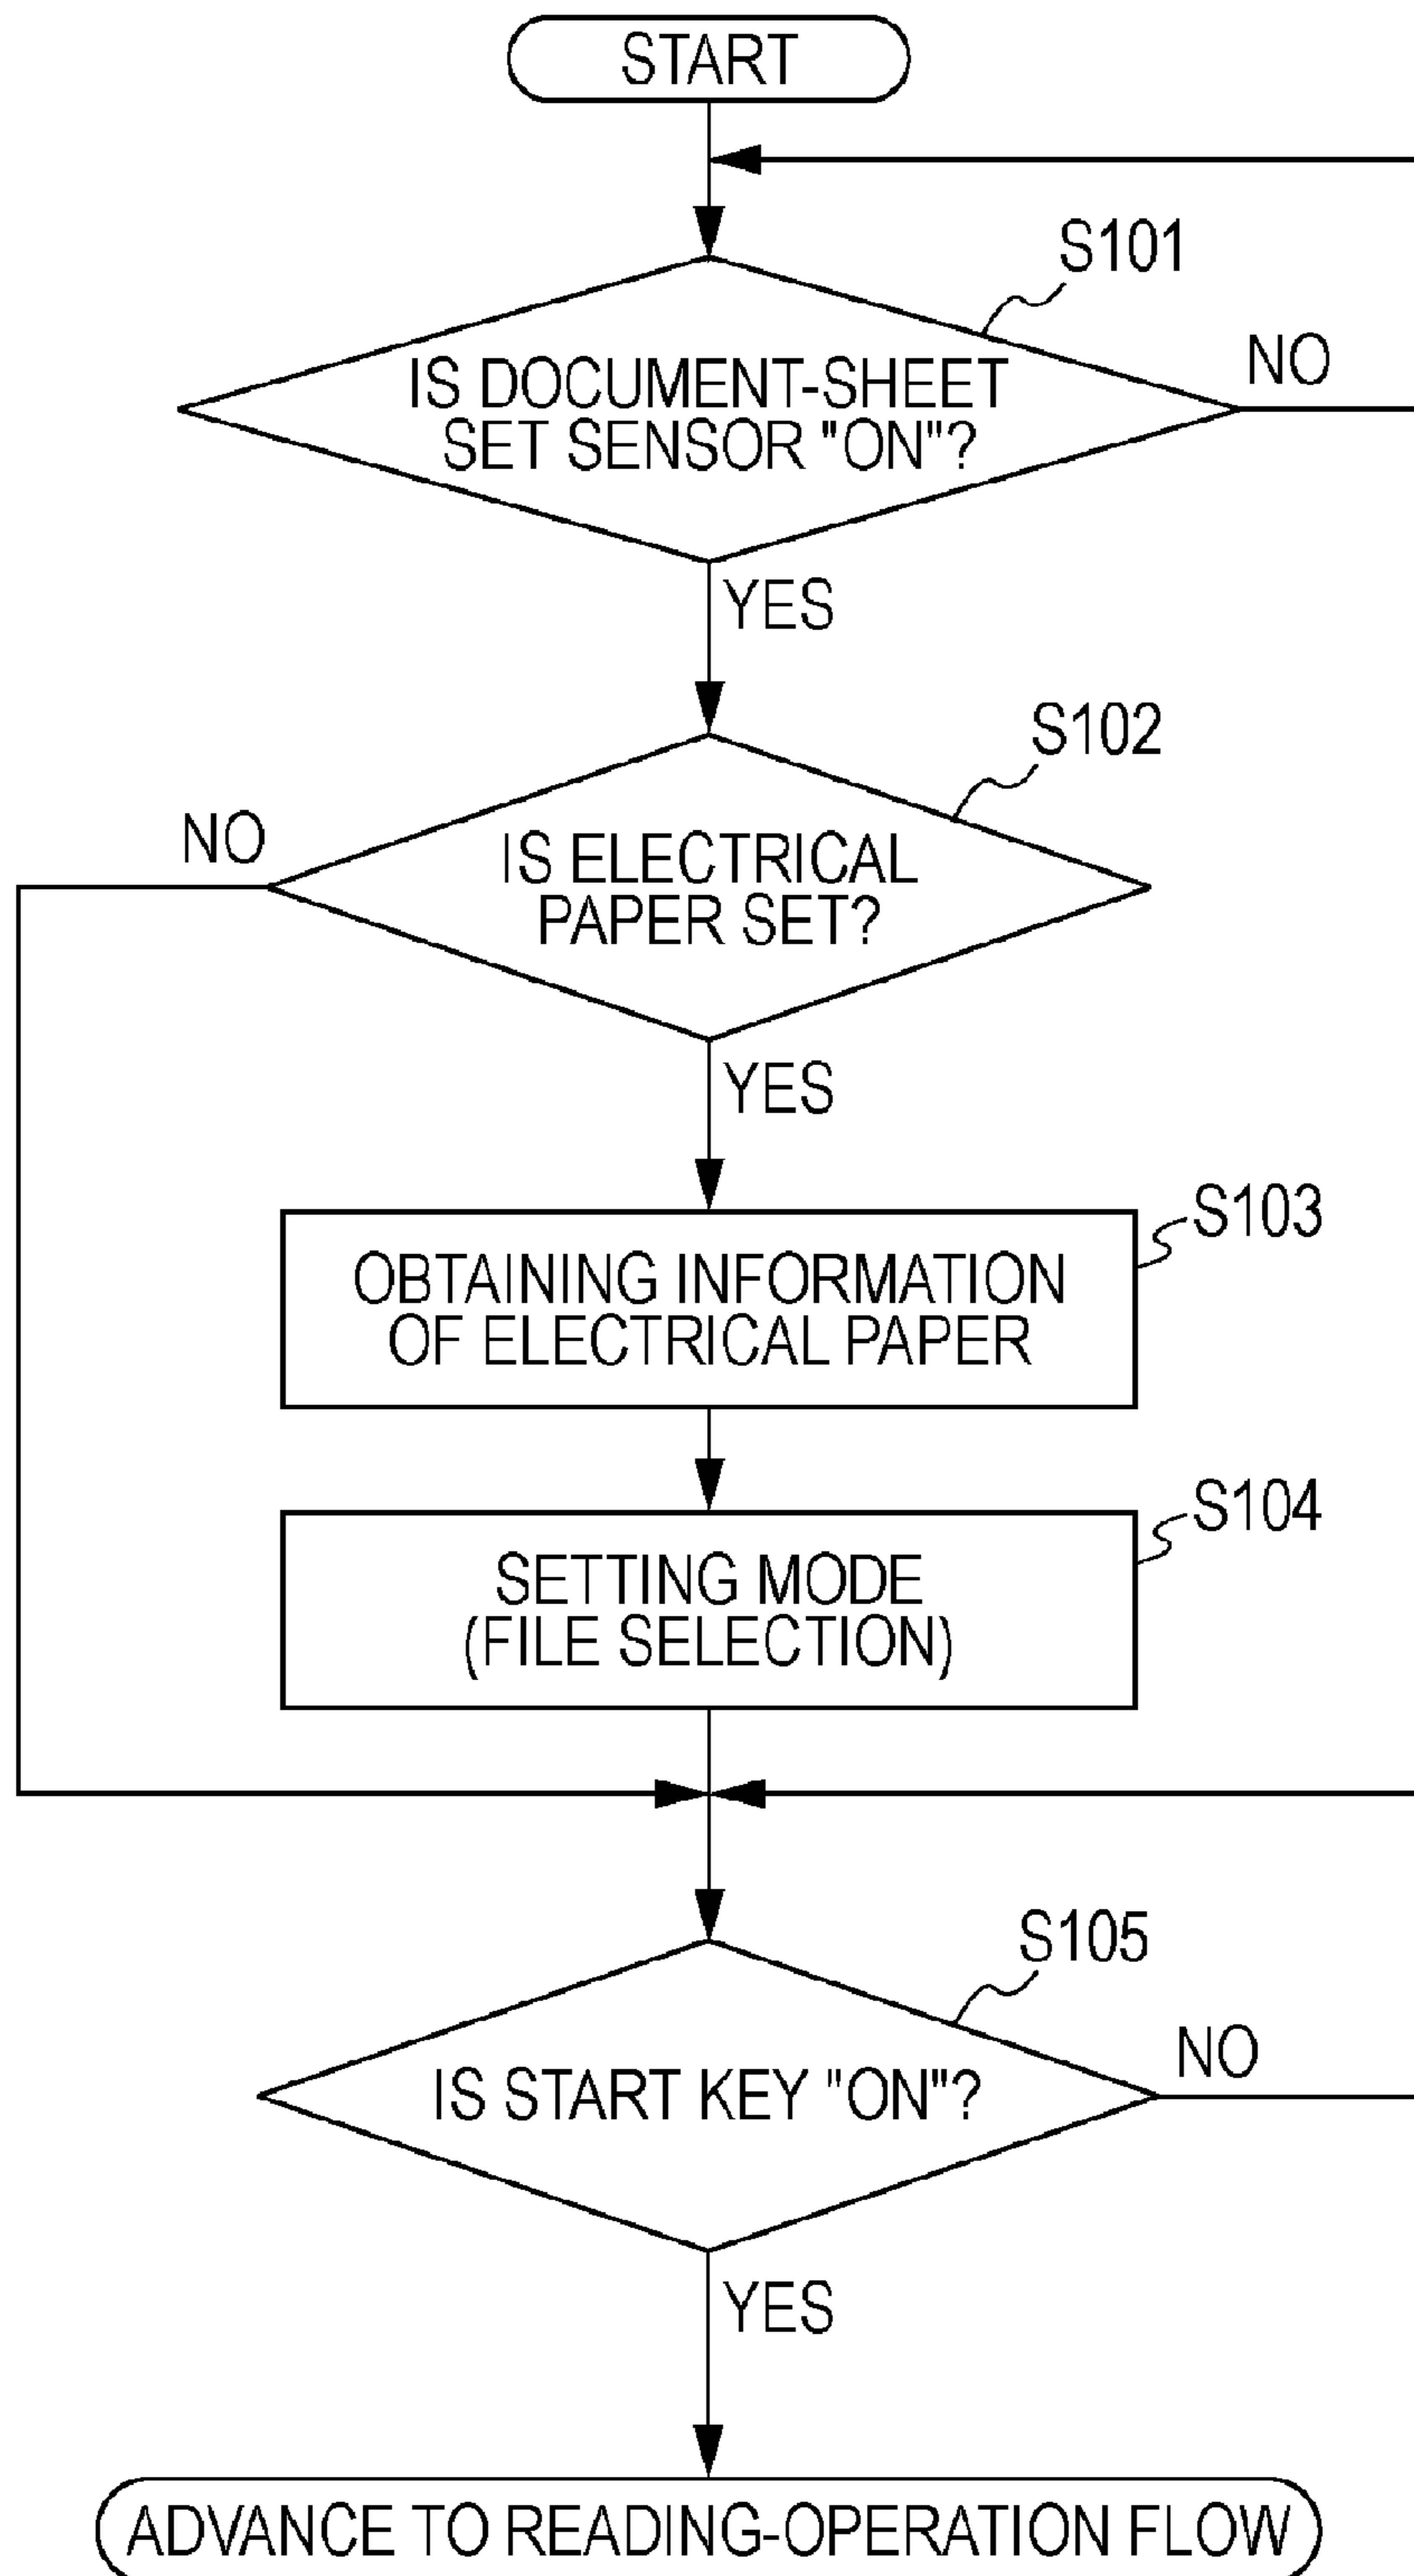 START
S101
IS DOCUMENT-SHEET
SET SENSOR "ON"?
NO
YES
S102
NO
IS ELECTRICAL
PAPER SET?
YES
S103
OBTAINING INFORMATION
OF ELECTRICAL PAPER
S104
SETTING MODE
(FILE SELECTION)
S105
IS START KEY "ON"?
NO
YES
ADVANCE TO READING-OPERATION FLOW